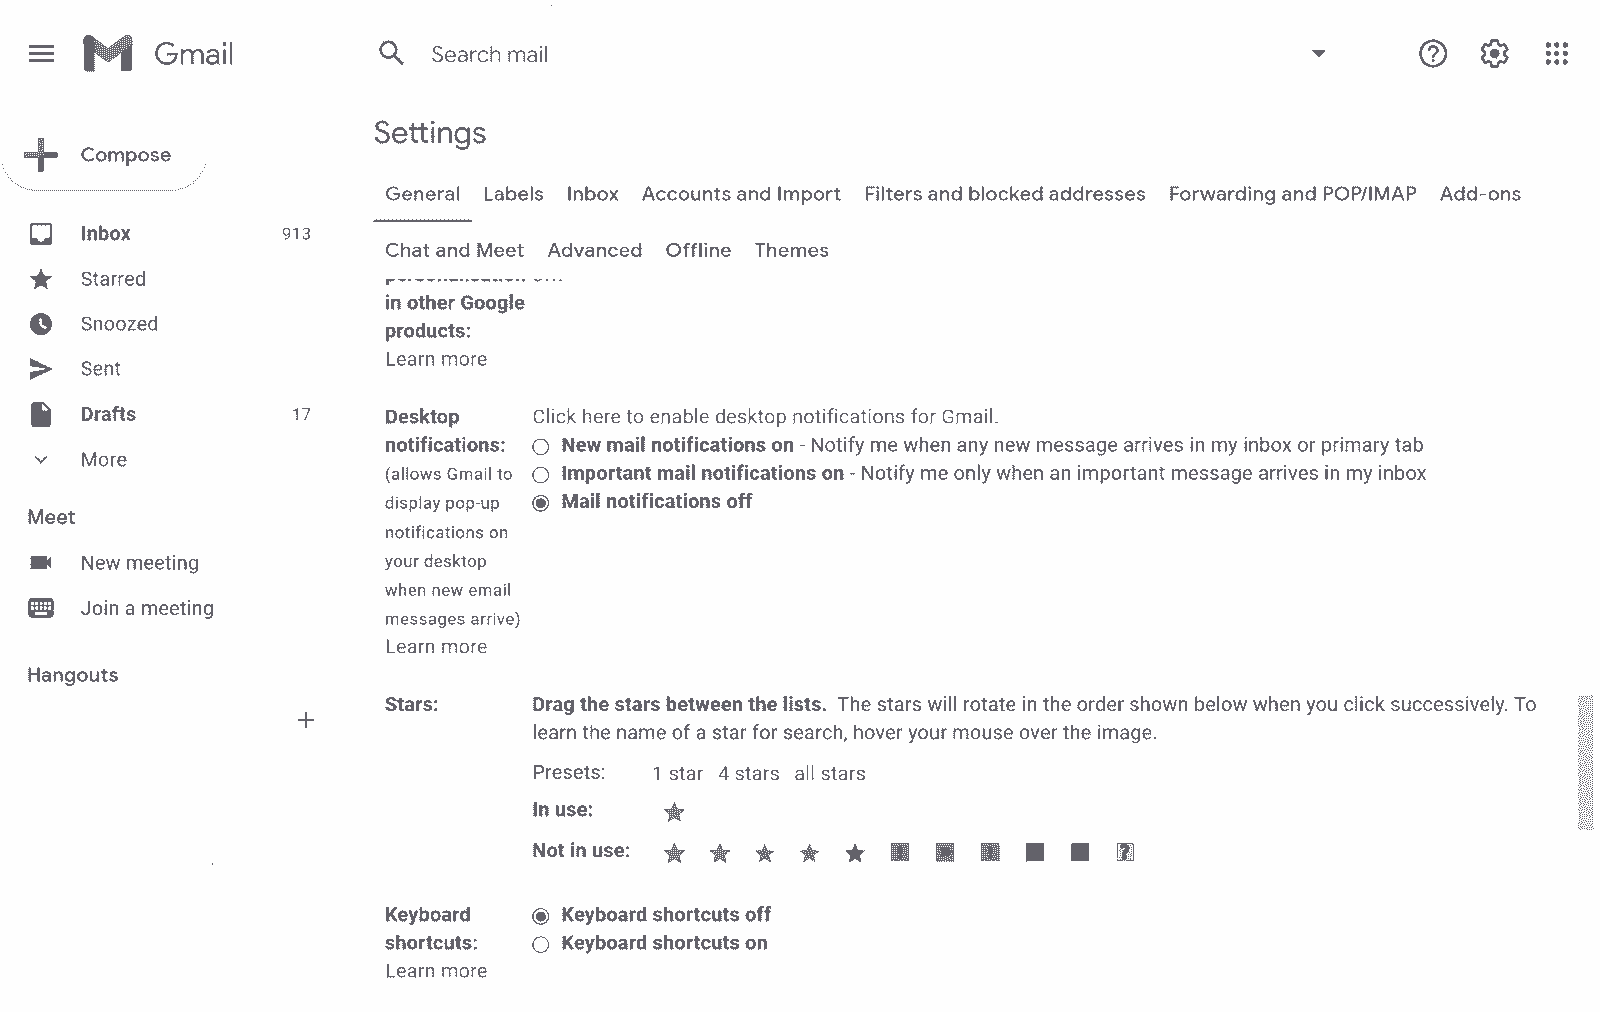 Gmail
Search mail
Compose
Inbox 913
Starred
Snoozed
Sent
Drafts 17
More
Meet
New meeting
Join a meeting
Hangouts
Settings
General Labels Inbox Accounts and Import Filters and blocked addresses Forwarding and POP/IMAP Add-ons
Chat and Meet Advanced Offline Themes
in other Google
products:
Learn more
Desktop
notifications:
(allows Gmail to
display pop-up
notifications on
your desktop
when new email
messages arrive)
Learn more
Click here to enable desktop notifications for Gmail.
New mail notifications on - Notify me when any new message arrives in my inbox or primary tab
Important mail notifications on - Notify me only when an important message arrives in my inbox
Mail notifications off
Stars:
Drag the stars between the lists. The stars will rotate in the order shown below when you click successively. To
learn the name of a star for search, hover your mouse over the image.
Presets: 1 star 4 stars all stars
In use:
Not in use:
?
Keyboard
shortcuts:
Learn more
Keyboard shortcuts off
Keyboard shortcuts on